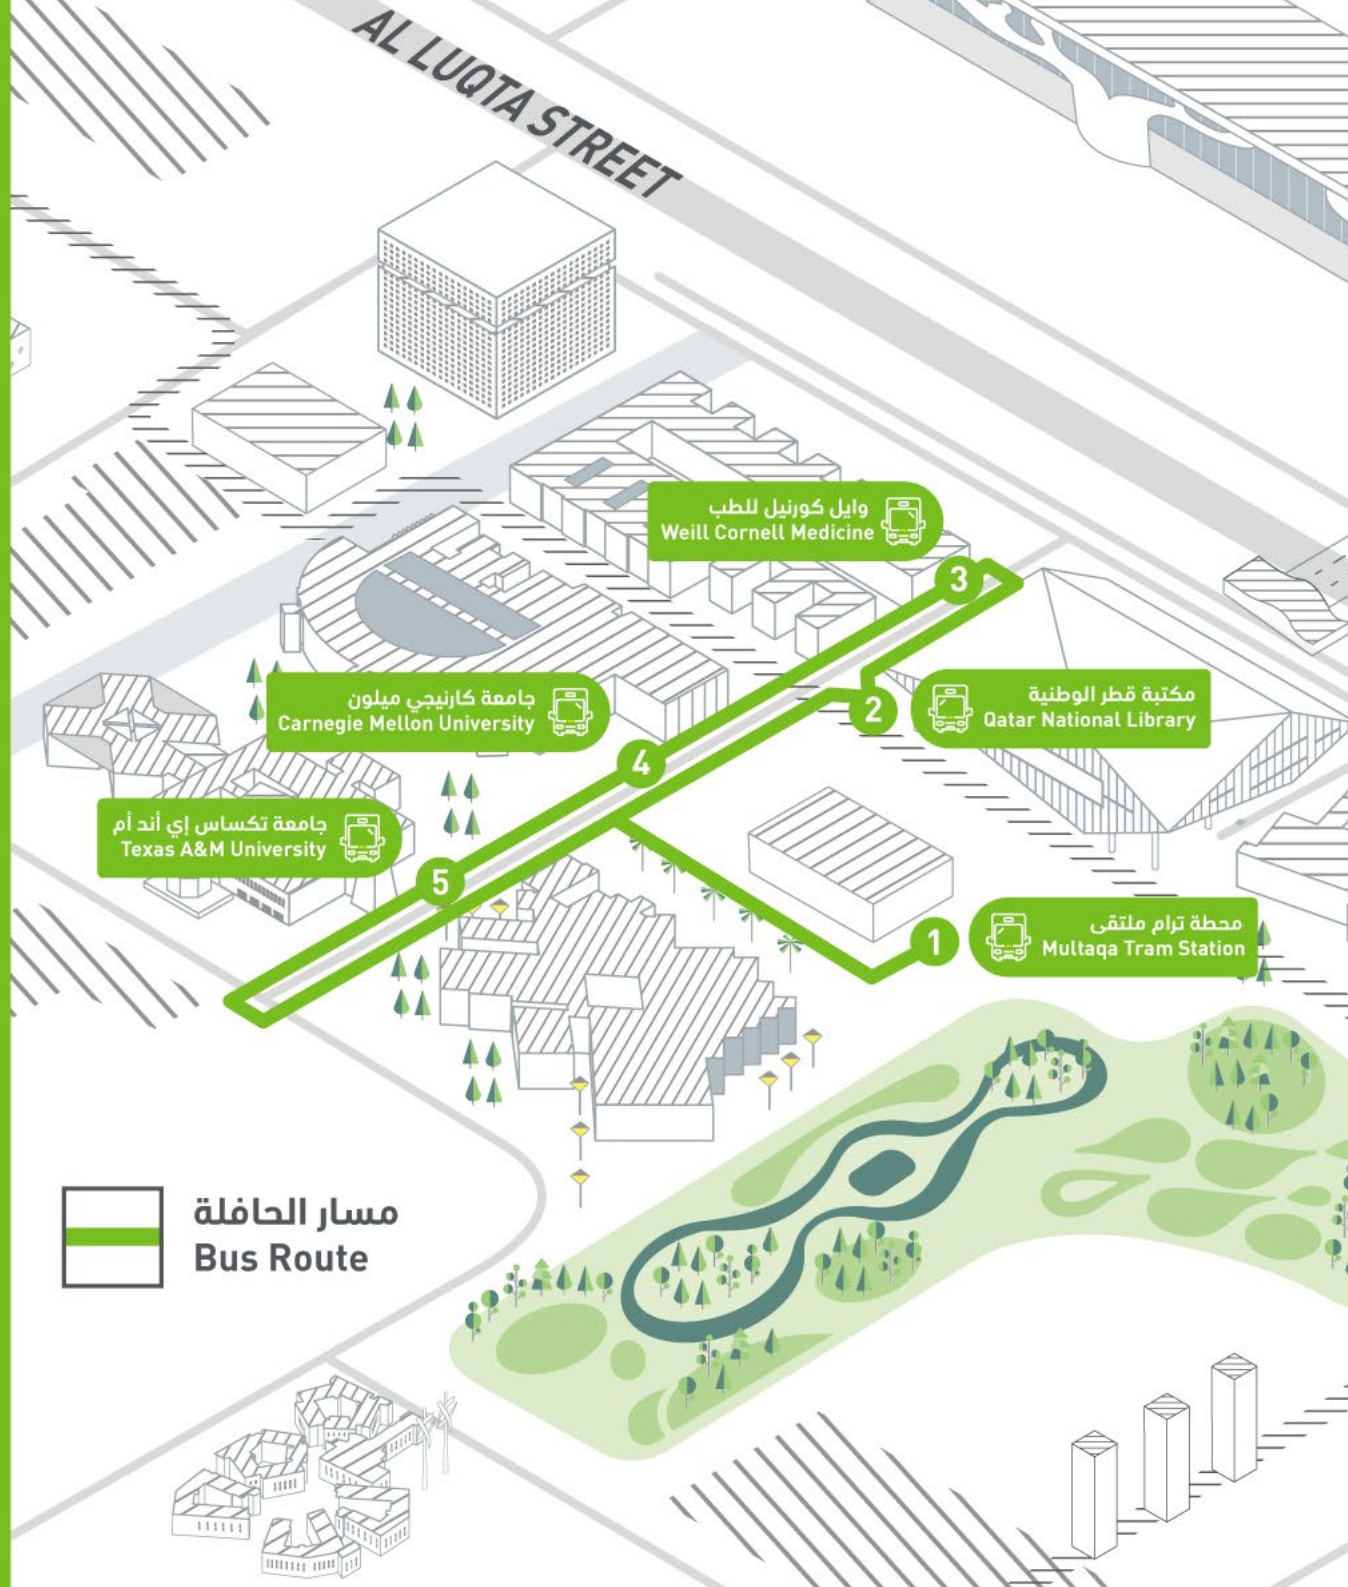 AL LUQTA STREET
وايل كورنيل للطب
Weill Cornell Medicine
3
مكتبة قطر الوطنية
Qatar National Library
2
جامعة كارنيجي ميلون
Carnegie Mellon University
4
جامعة تكساس إي أند أم
Texas A&M University
5
محطة ترام ملتقى
Multaqa Tram Station
1
مسار الحافلة
Bus Route